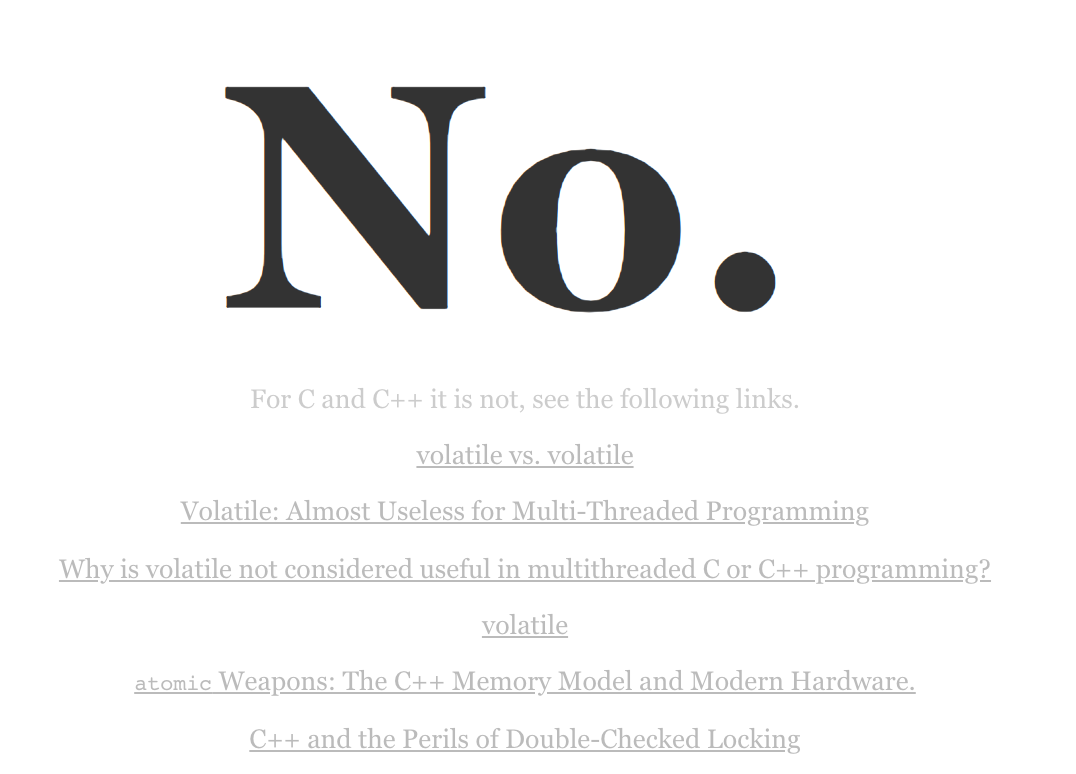 No.
For C and C++ it is not, see the following links.
volatile vs. volatile
Volatile: Almost Useless for Multi-Threaded Programming
Why is volatile not considered useful in multithreaded C or C++ programming?
volatile
atomic Weapons: The C++ Memory Model and Modern Hardware.
C++ and the Perils of Double-Checked Locking